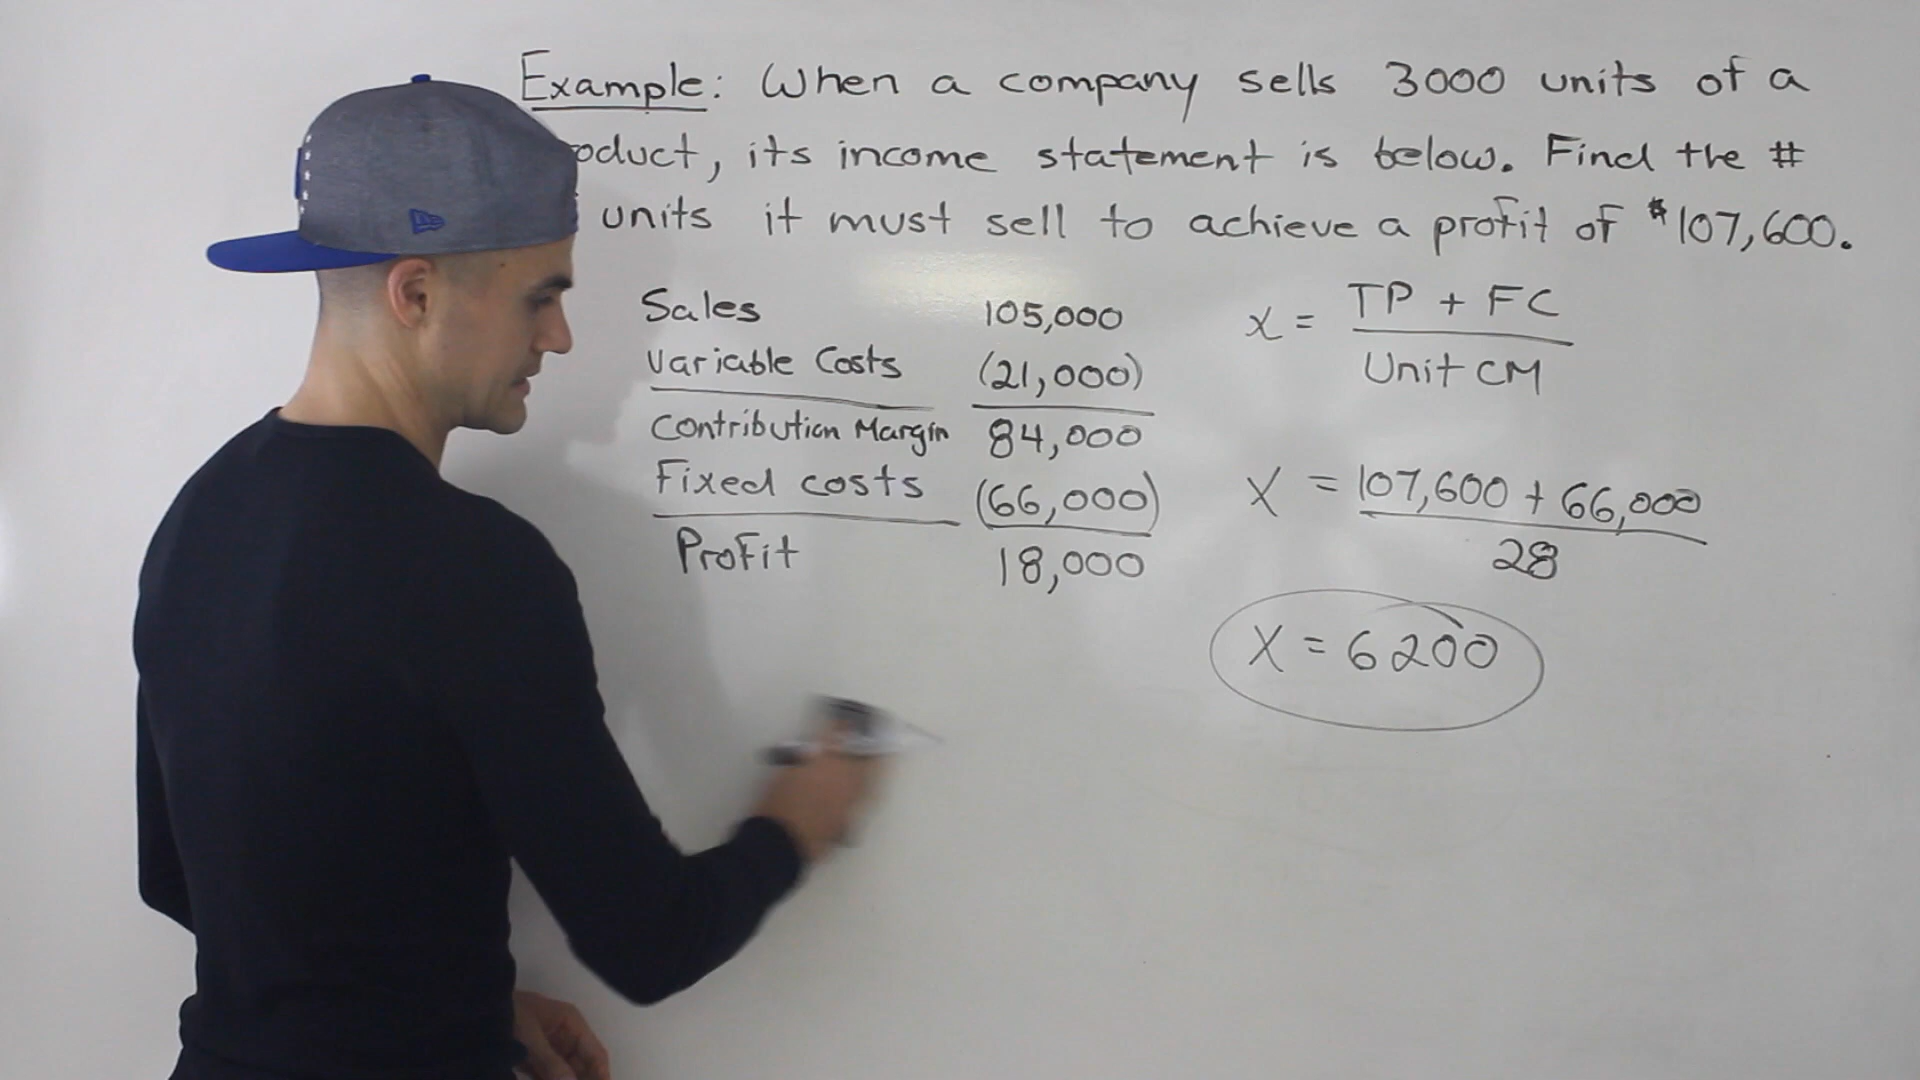 Example: When a company sells 3000 units of a
oduct, its income statement is below. Find the #
units it must sell to achieve a profit of $107,600.
Sales 105,000
Variable Costs (21,000)
Contribution Margin 84,000
Fixed costs (66,000)
Profit 18,000
x = TP + FC
Unit CM
X = 107,600 + 66,000
28
X = 6200